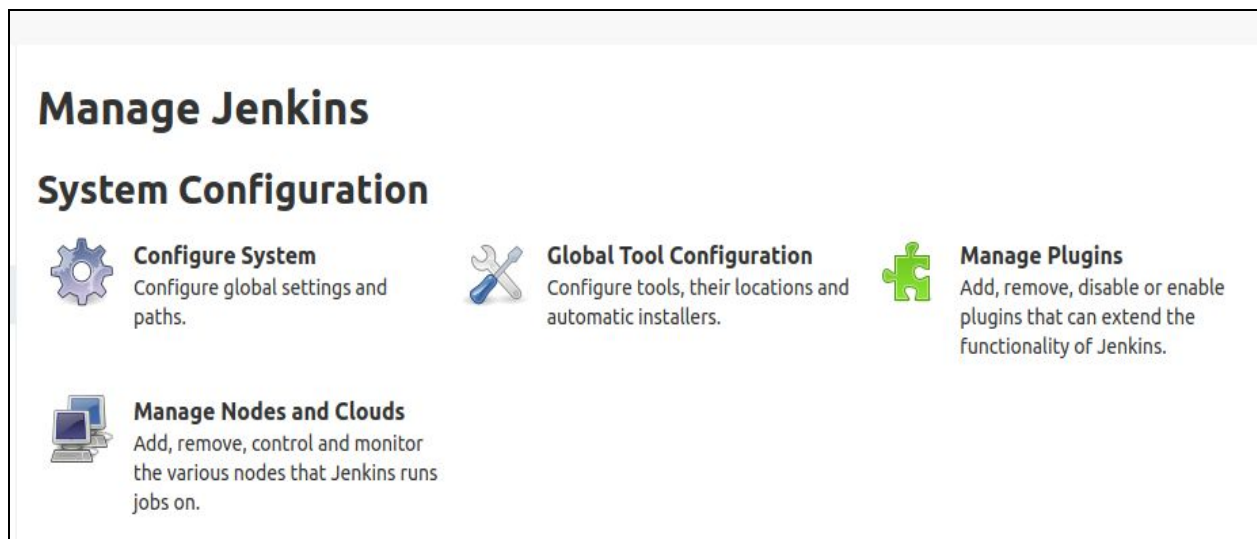 Manage Jenkins
System Configuration
Configure System
Configure global settings and
paths.
Global Tool Configuration
Configure tools, their locations and
automatic installers.
Manage Plugins
Add, remove, disable or enable
plugins that can extend the
functionality of Jenkins.
Manage Nodes and Clouds
Add, remove, control and monitor
the various nodes that Jenkins runs
jobs on.